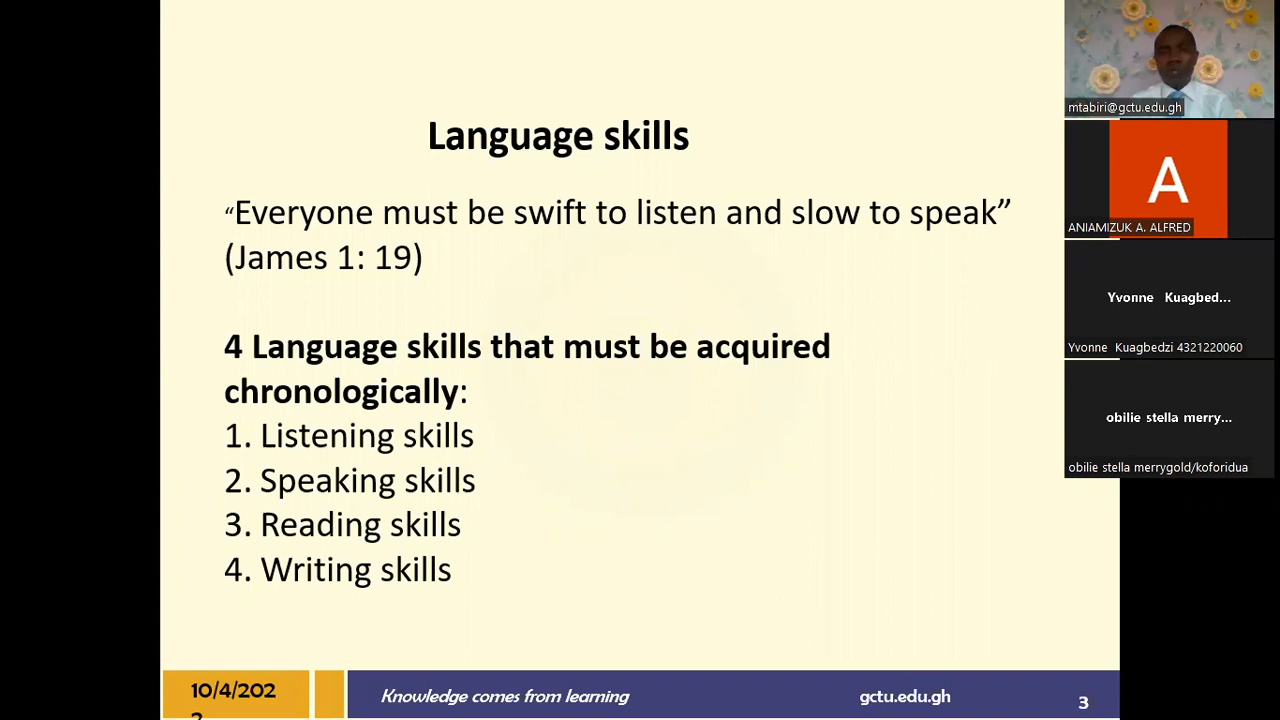 Language skills
“Everyone must be swift to listen and slow to speak”
(James 1: 19)
4 Language skills that must be acquired
chronologically:
1. Listening skills
2. Speaking skills
3. Reading skills
4. Writing skills
10/4/202
Knowledge comes from learning
gctu.edu.gh
3
mtabiri@gctu.edu.gh
A
ANIAMIZUK A. ALFRED
Yvonne Kuagbed...
Yvonne Kuagbedzi 4321220060
obilie stella merry...
obilie stella merrygold/koforidua